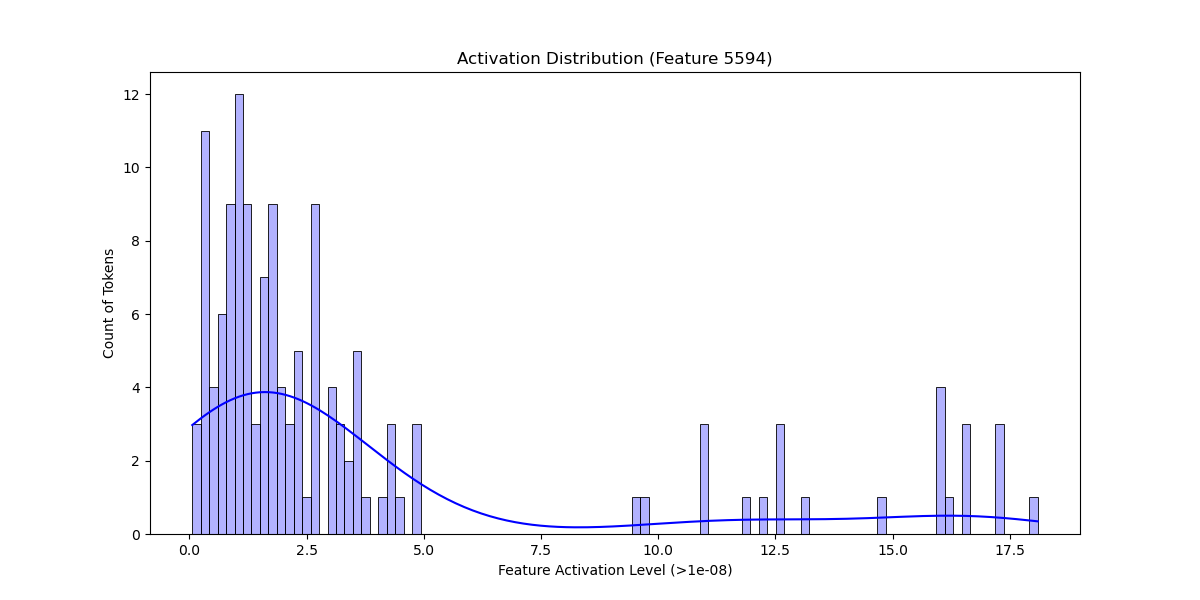 Activation Distribution (Feature 5594)
12
10
8
6
4
2
0
Count of Tokens
0.0 2.5 5.0 7.5 10.0 12.5 15.0 17.5
Feature Activation Level (>1e-08)